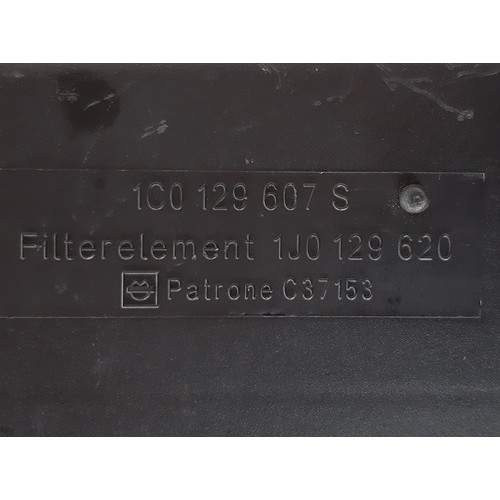 1C0 129 607 S
Filterelement 1J0 129 620
Patrone C37153